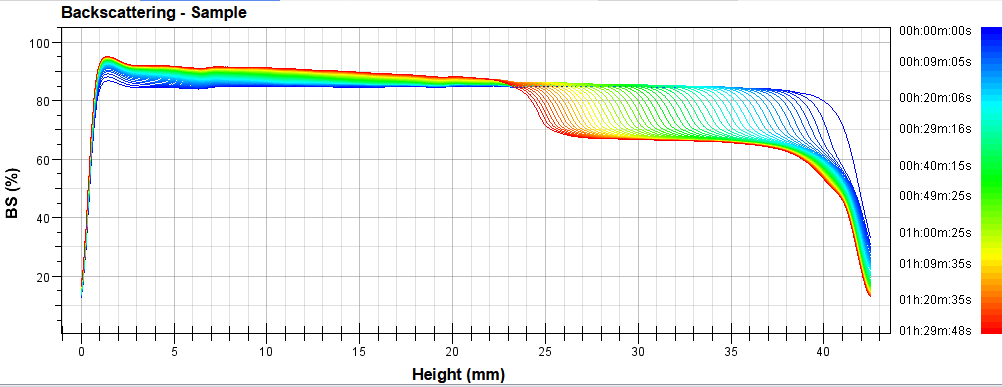 Backscattering - Sample
BS (%)
100
80
60
40
20
0 5 10 15 20 25 30 35 40
Height (mm)
00h:00m:00s
00h:09m:05s
00h:20m:06s
00h:29m:16s
00h:40m:15s
00h:49m:25s
01h:00m:25s
01h:09m:35s
01h:20m:35s
01h:29m:48s